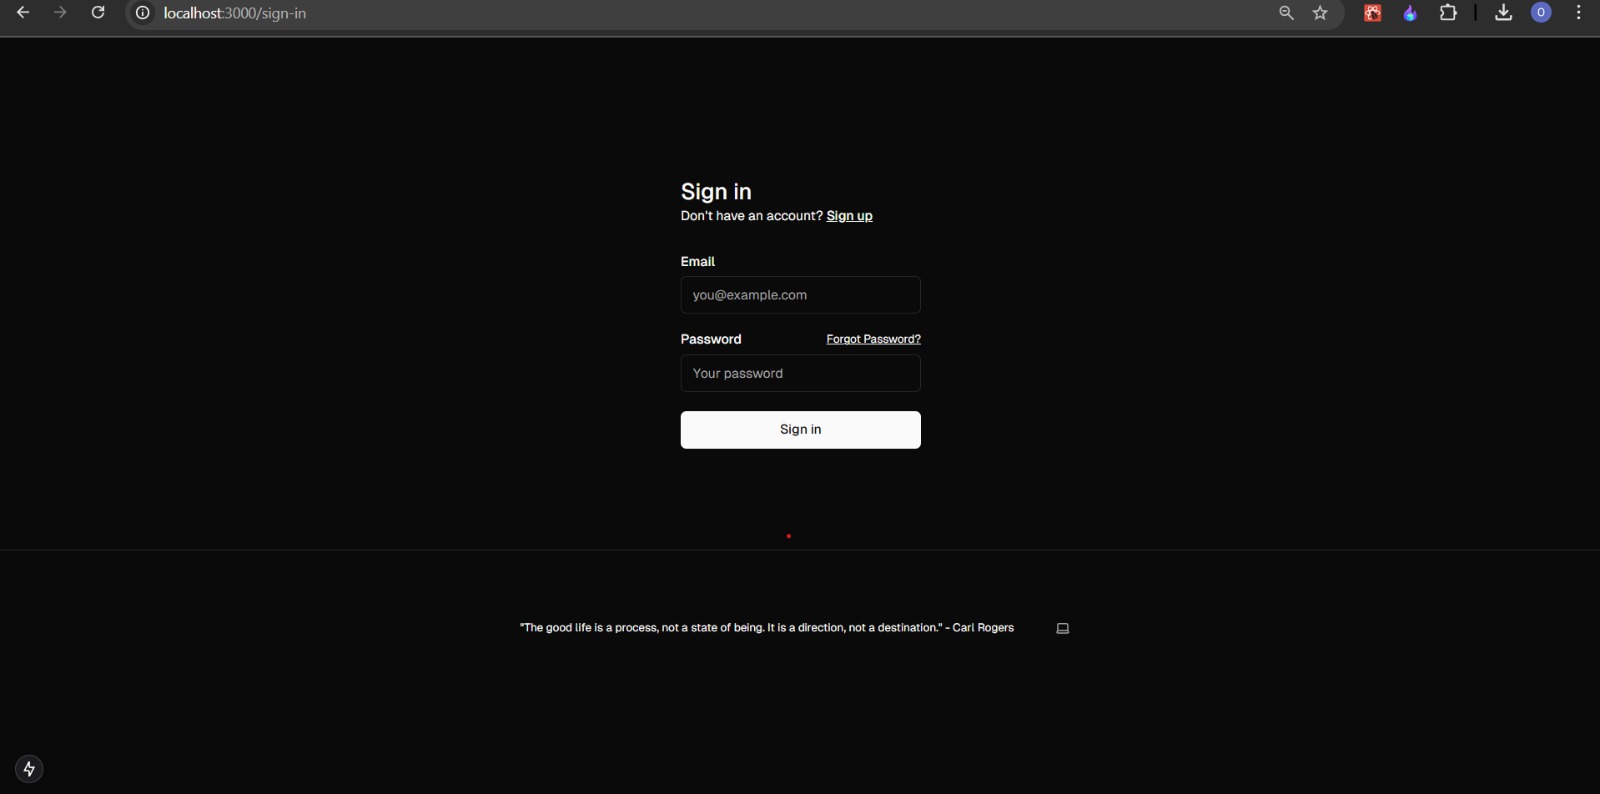 localhost:3000/sign-in
O
Sign in
Don't have an account? Sign up
Email
you@example.com
Password Forgot Password?
Your password
Sign in
"The good life is a process, not a state of being. It is a direction, not a destination." - Carl Rogers